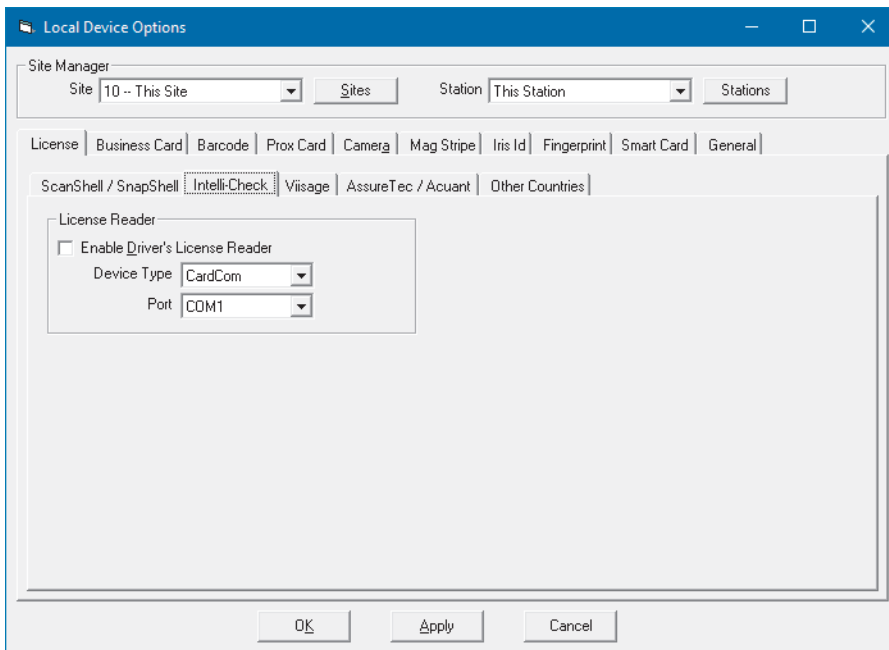 Local Device Options
Site Manager
Site 10 -- This Site Sites Station This Station Stations
License Business Card Barcode Prox Card Camera Mag Stripe Iris Id Fingerprint Smart Card General
ScanShell / SnapShell Intelli-Check Viisage AssureTec / Acuant Other Countries
License Reader
Enable Driver's License Reader
Device Type CardCom
Port COM1
OK Apply Cancel